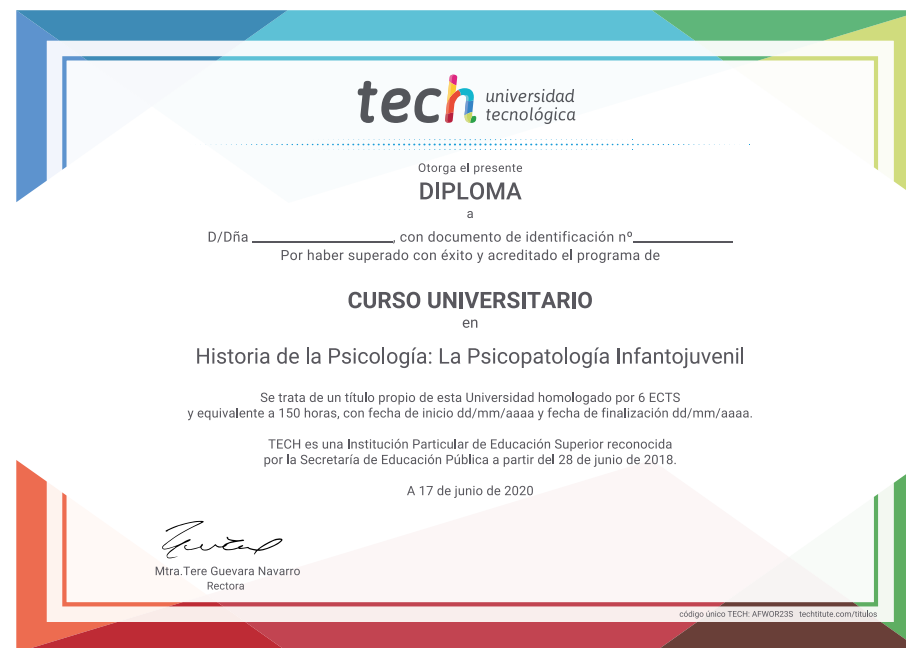 tech universidad
tecnológica
Otorga el presente
DIPLOMA
a
D/Dña ____________________, con documento de identificación nº______________
Por haber superado con éxito y acreditado el programa de
CURSO UNIVERSITARIO
en
Historia de la Psicología: La Psicopatología Infantojuvenil
Se trata de un título propio de esta Universidad homologado por 6 ECTS
y equivalente a 150 horas, con fecha de inicio dd/mm/aaaa y fecha de finalización dd/mm/aaaa.
TECH es una Institución Particular de Educación Superior reconocida
por la Secretaría de Educación Pública a partir del 28 de junio de 2018.
A 17 de junio de 2020
Mtra.Tere Guevara Navarro
Rectora
código único TECH: AFWOR23S techtitute.com/titulos